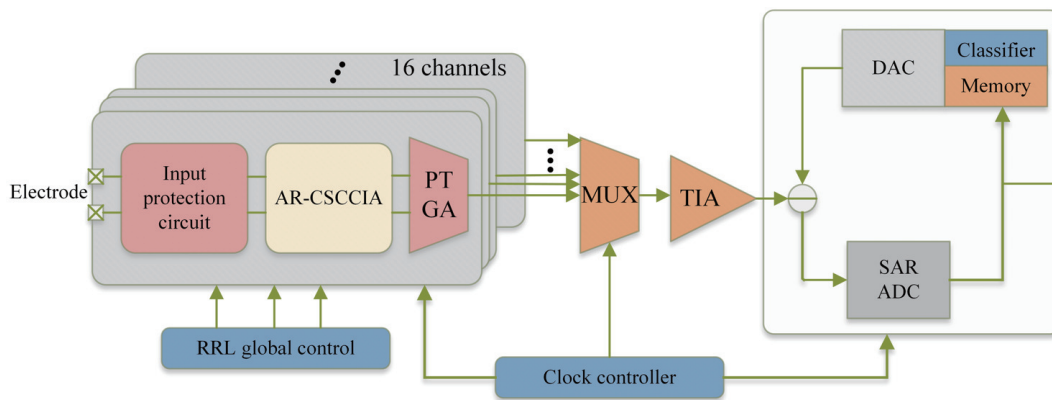 16 channels
Electrode
Input
protection
circuit
AR-CSCCIA
PT
GA
MUX
TIA
DAC
Classifier
Memory
SAR
ADC
RRL global control
Clock controller